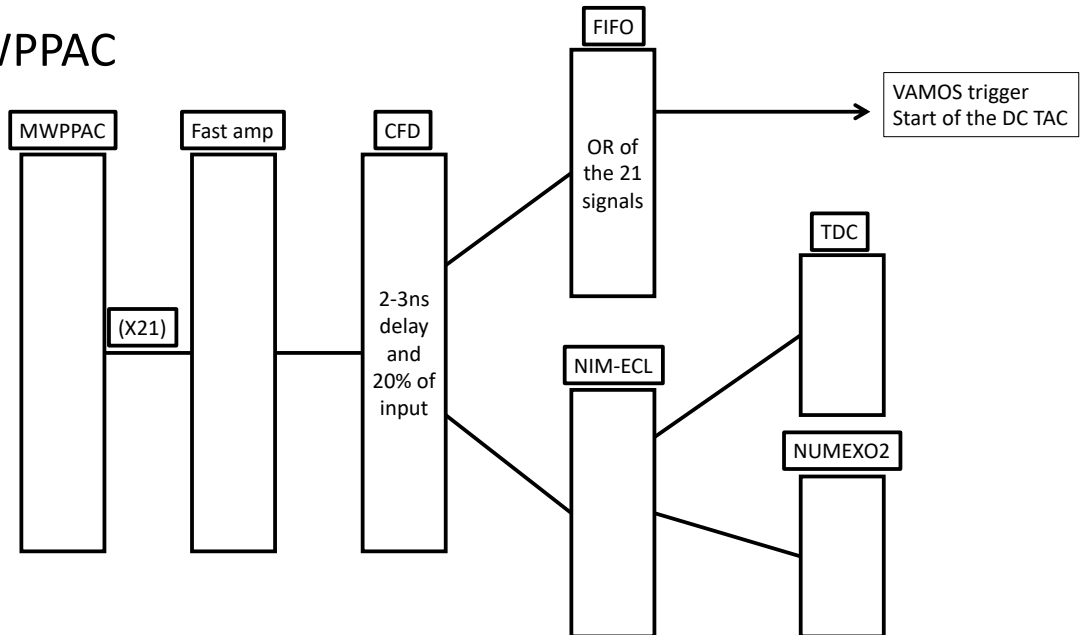 WPPAC
MWPPAC
Fast amp
CFD
FIFO
VAMOS trigger
Start of the DC TAC
OR of
the 21
signals
(X21)
2-3ns
delay
and
20% of
input
NIM-ECL
TDC
NUMEXO2